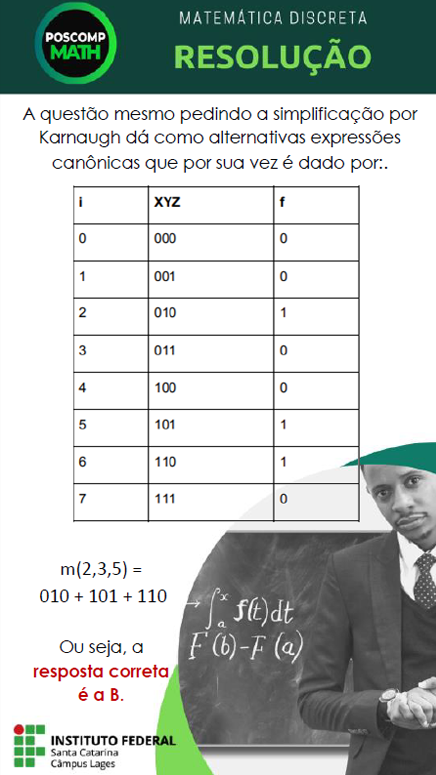 POSCOMP
MATH
MATEMÁTICA DISCRETA
RESOLUÇÃO
A questão mesmo pedindo a simplificação por
Karnaugh dá como alternativas expressões
canônicas que por sua vez é dado por:.
i XYZ f
0 000 0
1 001 0
2 010 1
3 011 0
4 100 0
5 101 1
6 110 1
7 111 0
m(2,3,5) =
010 + 101 + 110
Ou seja, a
resposta correta
é a B.
→ ∫ₐˣ f(t)dt
F(b)-F(a)
INSTITUTO FEDERAL
Santa Catarina
Câmpus Lages